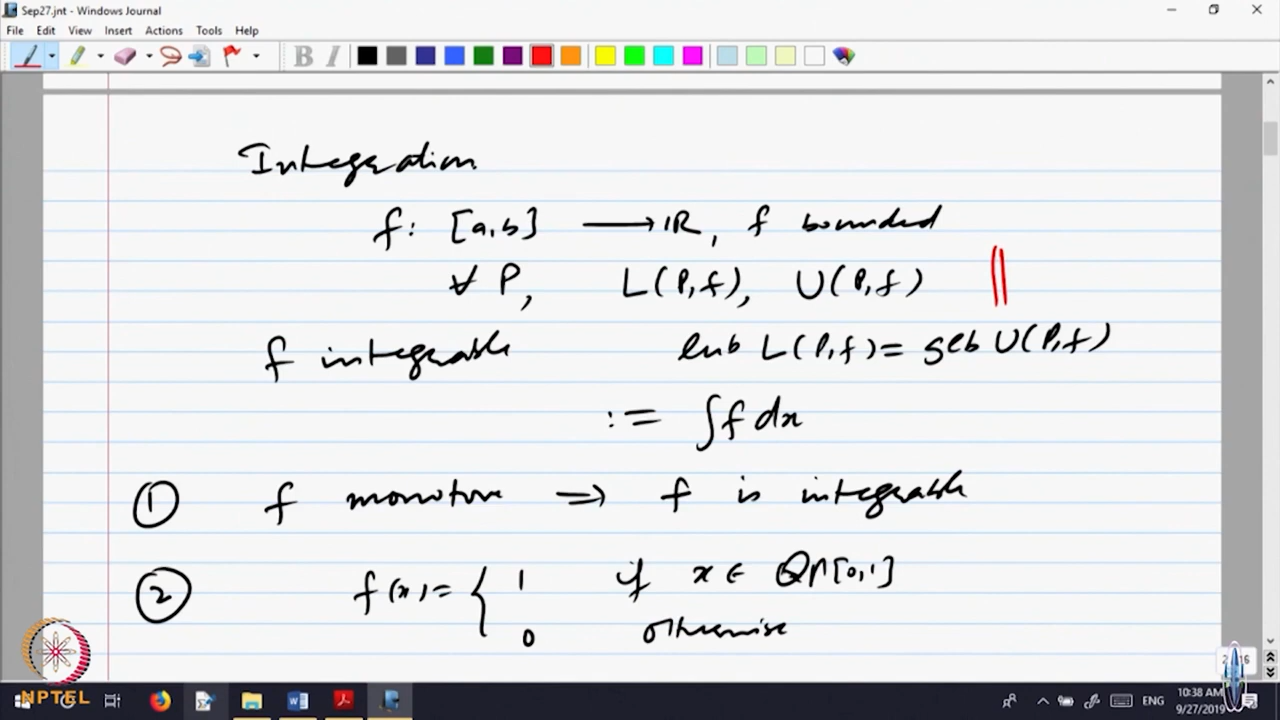 Sep27.jnt - Windows Journal
File Edit View Insert Actions Tools Help
B I
Integration
f: [a,b] ⟶ ℝ, f bounded
∀ P, L(P,f), U(P,f) ||
f integrable lub L(P,f) = glb U(P,f)
:= ∫f dx
① f monotone ⇒ f is integrable
② f(x) = { 1 if x ∈ ℚ∩[0,1]
0 otherwise
NPTEL
ENG
10:38 AM
9/27/2019